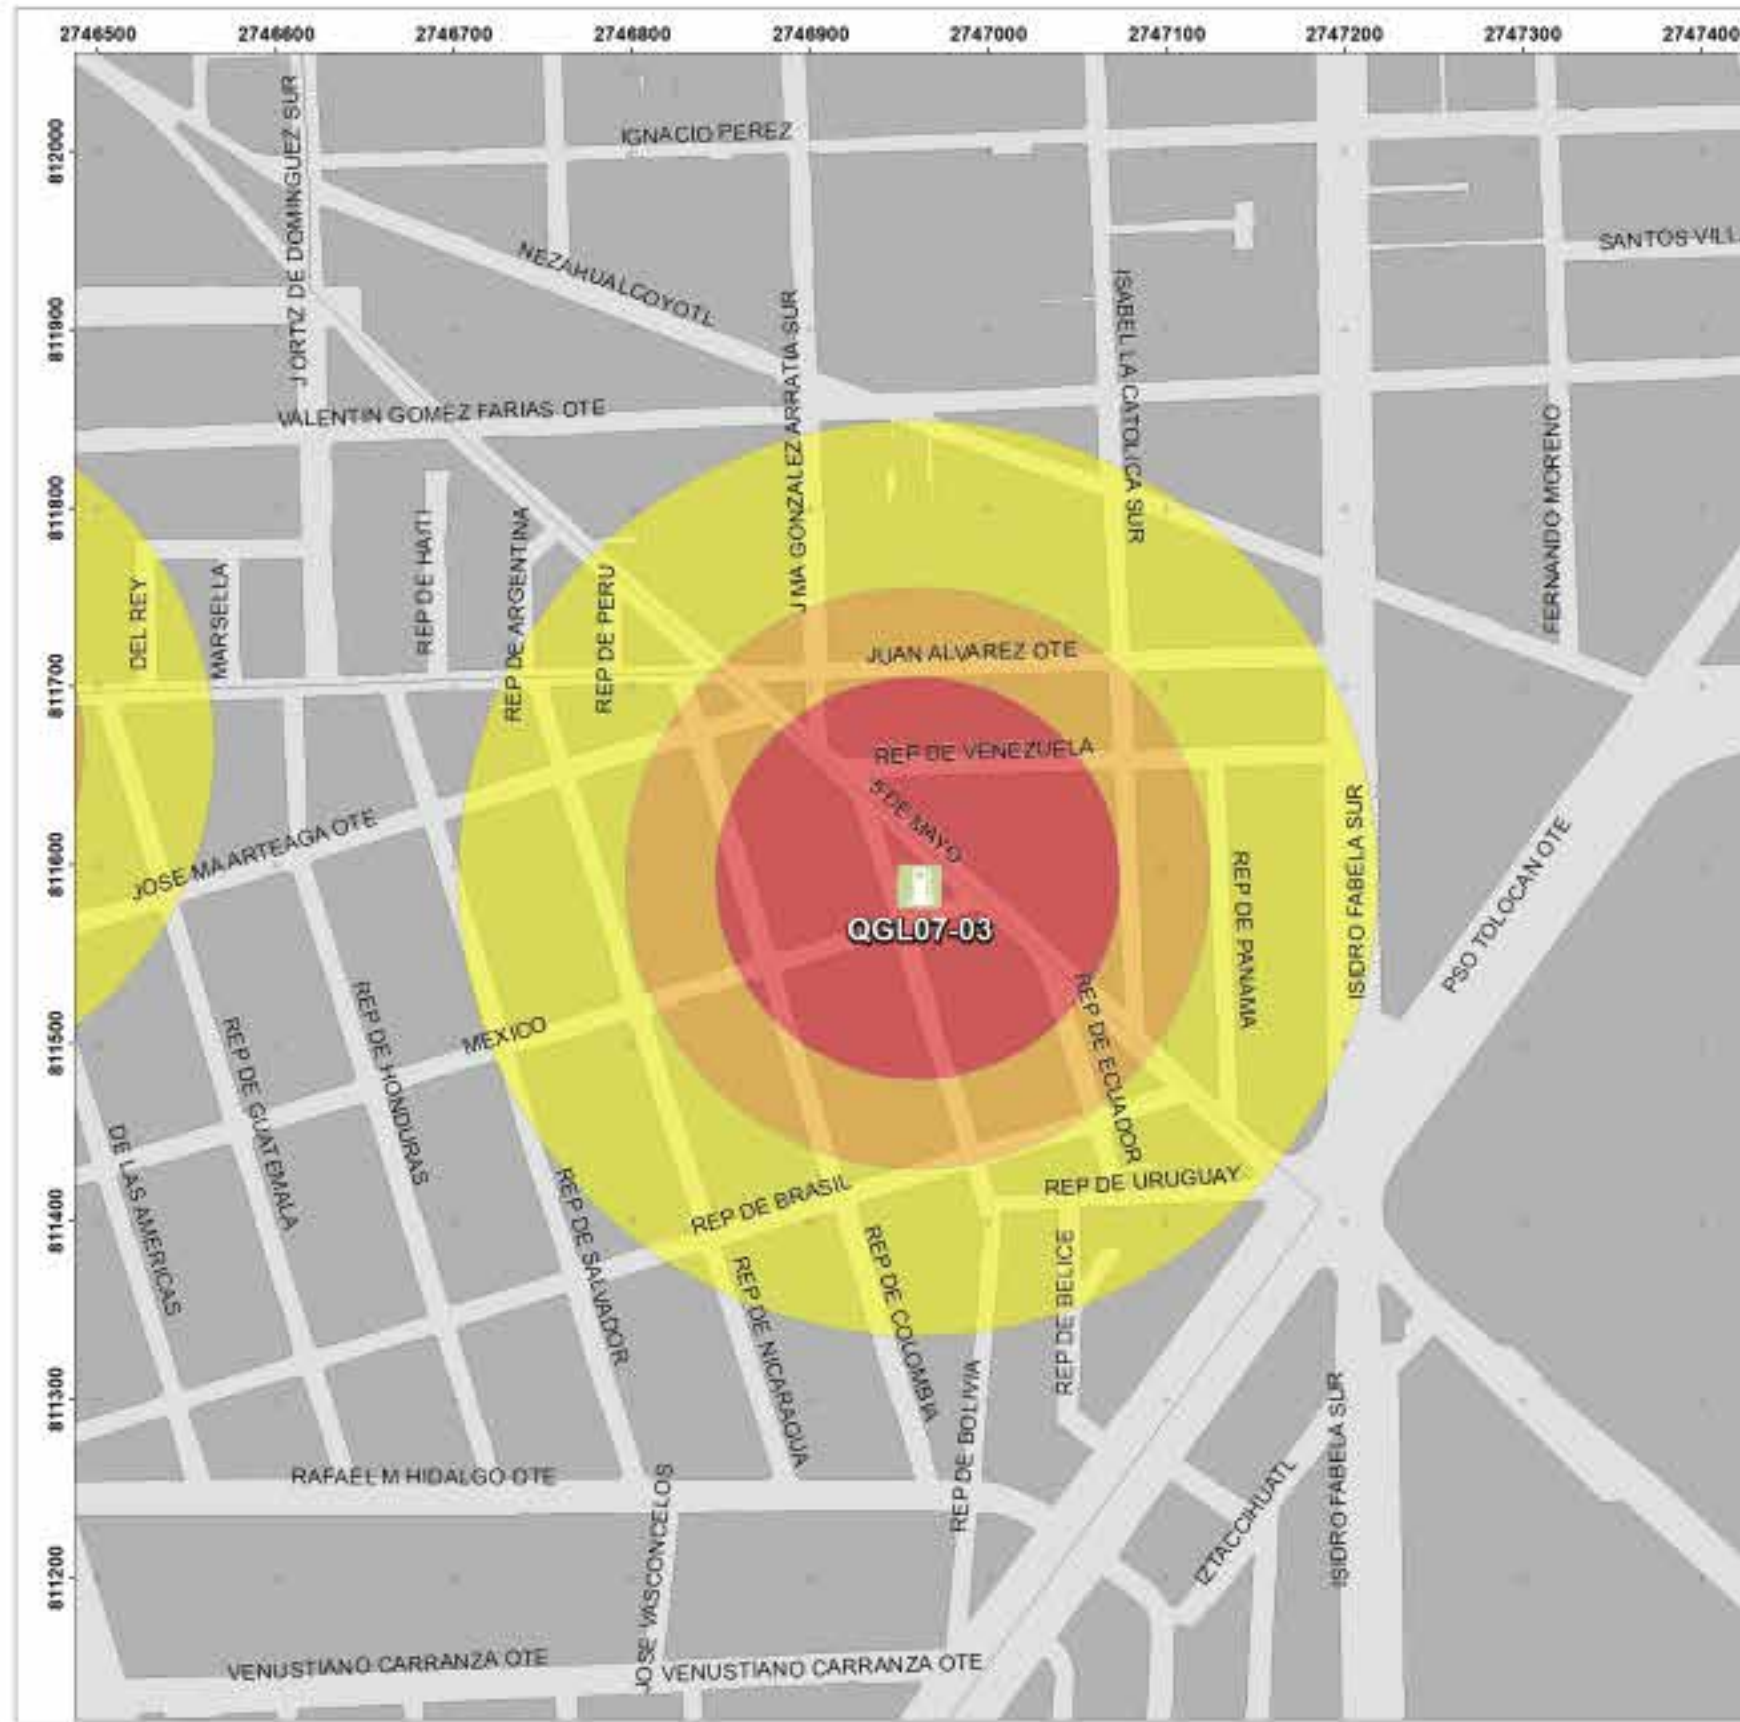 2746500 2746600 2746700 2746800 2746900 2747000 2747100 2747200 2747300 2747400
812000
811900
811800
811700
811600
811500
811400
811300
811200
IGNACIO PEREZ
J ORTIZ DE DOMINGUEZ SUR
NEZAHUALCOYOTL
SANTOS VILL
ISABEL LA CATOLICA SUR
J MA GONZALEZ ARRATIA SUR
VALENTIN GOMEZ FARIAS OTE
FERNANDO MORENO
DEL REY
MARSELLA
REP DE HAITI
REP DE ARGENTINA
REP DE PERU
JUAN ALVAREZ OTE
REP DE VENEZUELA
5 DE MAYO
QGL07-03
JOSE MA ARTEAGA OTE
ISIDRO FABELA SUR
PSO TOLOCAN OTE
REP DE PANAMA
REP DE ECUADOR
MEXICO
REP DE HONDURAS
REP DE GUATEMALA
DE LAS AMERICAS
REP DE SALVADOR
REP DE BRASIL
REP DE URUGUAY
REP DE BELICE
REP DE COLOMBIA
REP DE NICARAGUA
REP DE BOLIVIA
ISIDRO FABELA SUR
IZTACCIHUATL
RAFAEL M HIDALGO OTE
JOSE VASCONCELOS
VENUSTIANO CARRANZA OTE
VENUSTIANO CARRANZA OTE